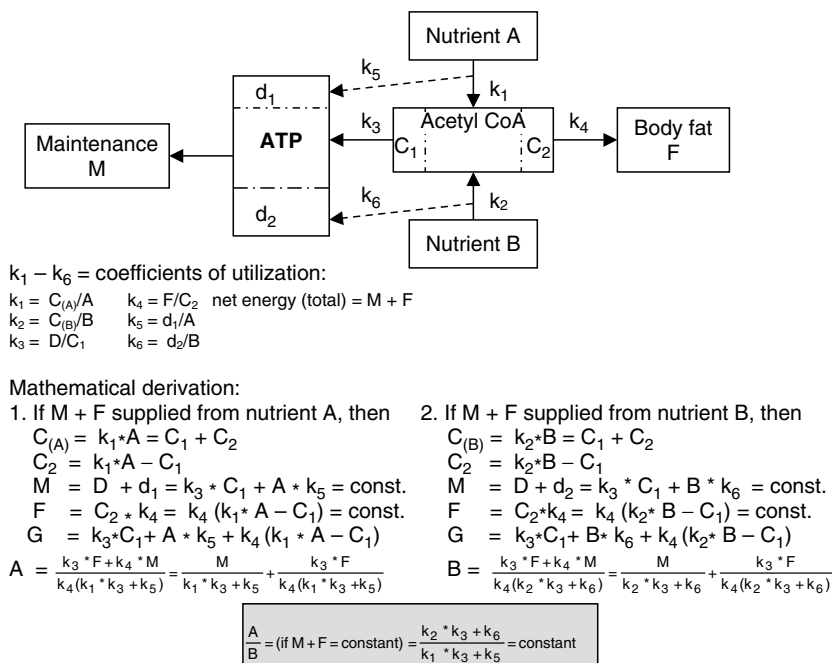 Nutrient A
k₅
k₁
d₁
ATP
k₃
Acetyl CoA
C₁
C₂
k₄
Body fat
F
Maintenance
M
d₂
k₆
k₂
Nutrient B
k₁ – k₆ = coefficients of utilization:
k₁ = C₍A₎/A k₄ = F/C₂ net energy (total) = M + F
k₂ = C₍B₎/B k₅ = d₁/A
k₃ = D/C₁ k₆ = d₂/B
Mathematical derivation:
1. If M + F supplied from nutrient A, then
C₍A₎ = k₁*A = C₁ + C₂
C₂ = k₁*A – C₁
M = D + d₁ = k₃ * C₁ + A * k₅ = const.
F = C₂ * k₄ = k₄ (k₁* A – C₁) = const.
G = k₃*C₁+ A * k₅ + k₄ (k₁ * A – C₁)
A = k₃ * F + k₄ * M / k₄(k₁ * k₃ + k₅) = M / k₁ * k₃ + k₅ + k₃ * F / k₄(k₁ * k₃ + k₅)
2. If M + F supplied from nutrient B, then
C₍B₎ = k₂*B = C₁ + C₂
C₂ = k₂*B – C₁
M = D + d₂ = k₃ * C₁ + B * k₆ = const.
F = C₂*k₄ = k₄ (k₂* B – C₁) = const.
G = k₃*C₁+ B* k₆ + k₄ (k₂* B – C₁)
B = k₃ * F + k₄ * M / k₄(k₂ * k₃ + k₆) = M / k₂ * k₃ + k₆ + k₃ * F / k₄(k₂ * k₃ + k₆)
A / B = (if M + F = constant) = k₂ * k₃ + k₆ / k₁ * k₃ + k₅ = constant